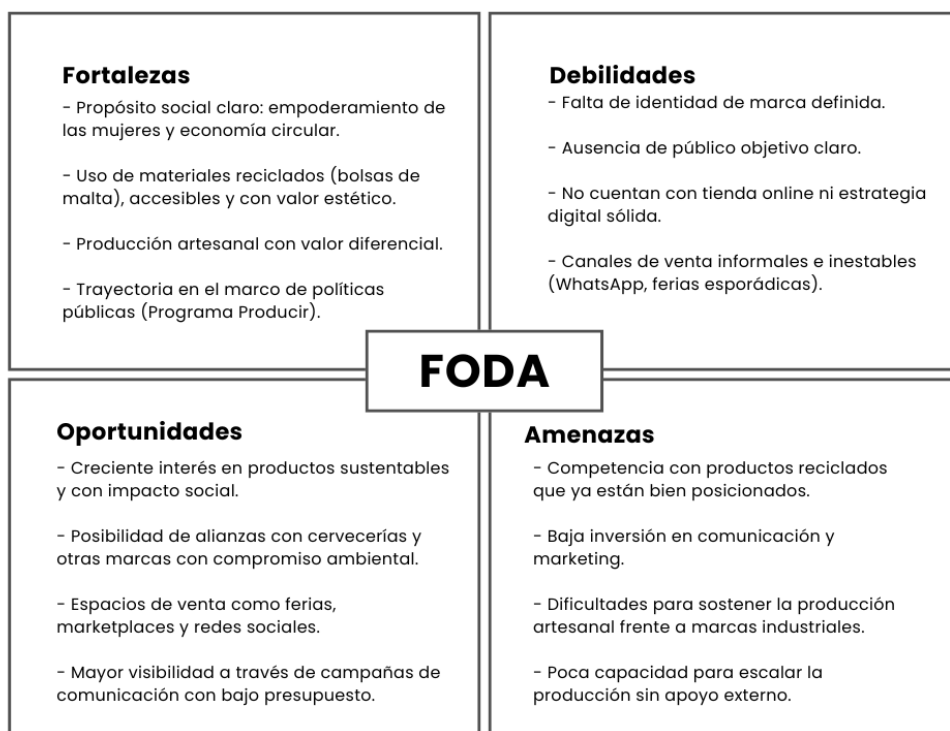 Fortalezas
- Propósito social claro: empoderamiento de
las mujeres y economía circular.
- Uso de materiales reciclados (bolsas de
malta), accesibles y con valor estético.
- Producción artesanal con valor diferencial.
- Trayectoria en el marco de políticas
públicas (Programa Producir).
Debilidades
- Falta de identidad de marca definida.
- Ausencia de público objetivo claro.
- No cuentan con tienda online ni estrategia
digital sólida.
- Canales de venta informales e inestables
(WhatsApp, ferias esporádicas).
FODA
Oportunidades
- Creciente interés en productos sustentables
y con impacto social.
- Posibilidad de alianzas con cervecerías y
otras marcas con compromiso ambiental.
- Espacios de venta como ferias,
marketplaces y redes sociales.
- Mayor visibilidad a través de campañas de
comunicación con bajo presupuesto.
Amenazas
- Competencia con productos reciclados
que ya están bien posicionados.
- Baja inversión en comunicación y
marketing.
- Dificultades para sostener la producción
artesanal frente a marcas industriales.
- Poca capacidad para escalar la
producción sin apoyo externo.